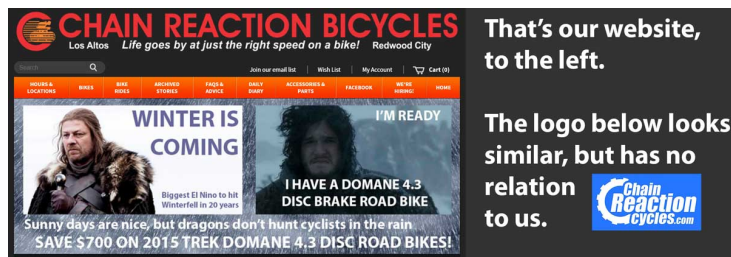 CHAIN REACTION BICYCLES
Los Altos Life goes by at just the right speed on a bike! Redwood City
Search
Join our email list | Wish List | My Account | Cart (0)
HOURS & LOCATIONS
BIKES
BIKE RIDES
ARCHIVED STORIES
FAQS & ADVICE
DAILY DIARY
ACCESSORIES & PARTS
FACEBOOK
WE'RE HIRING!
HOME
WINTER IS
COMING
Biggest El Nino to hit
Winterfell in 20 years
I'M READY
I HAVE A DOMANE 4.3
DISC BRAKE ROAD BIKE
Sunny days are nice, but dragons don't hunt cyclists in the rain
SAVE $700 ON 2015 TREK DOMANE 4.3 DISC ROAD BIKES!
That's our website,
to the left.
The logo below looks
similar, but has no
relation
to us.
Chain
Reaction
cycles.com